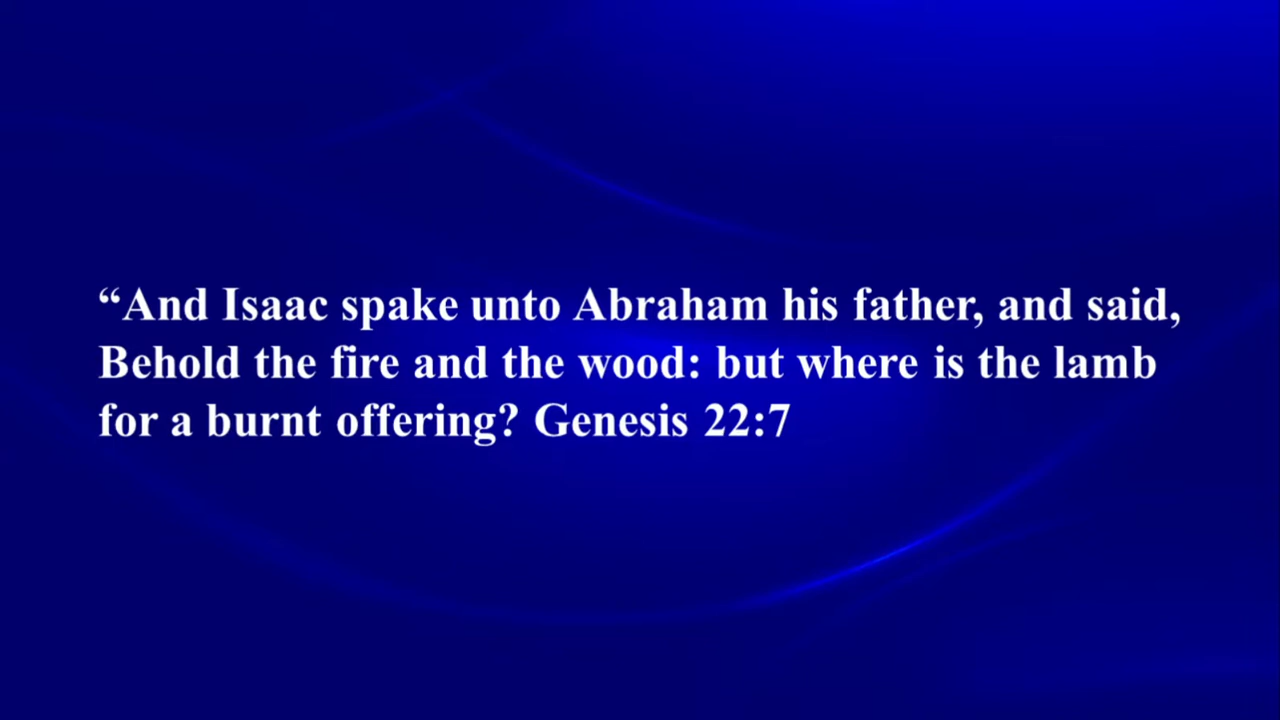 “And Isaac spake unto Abraham his father, and said,
Behold the fire and the wood: but where is the lamb
for a burnt offering? Genesis 22:7